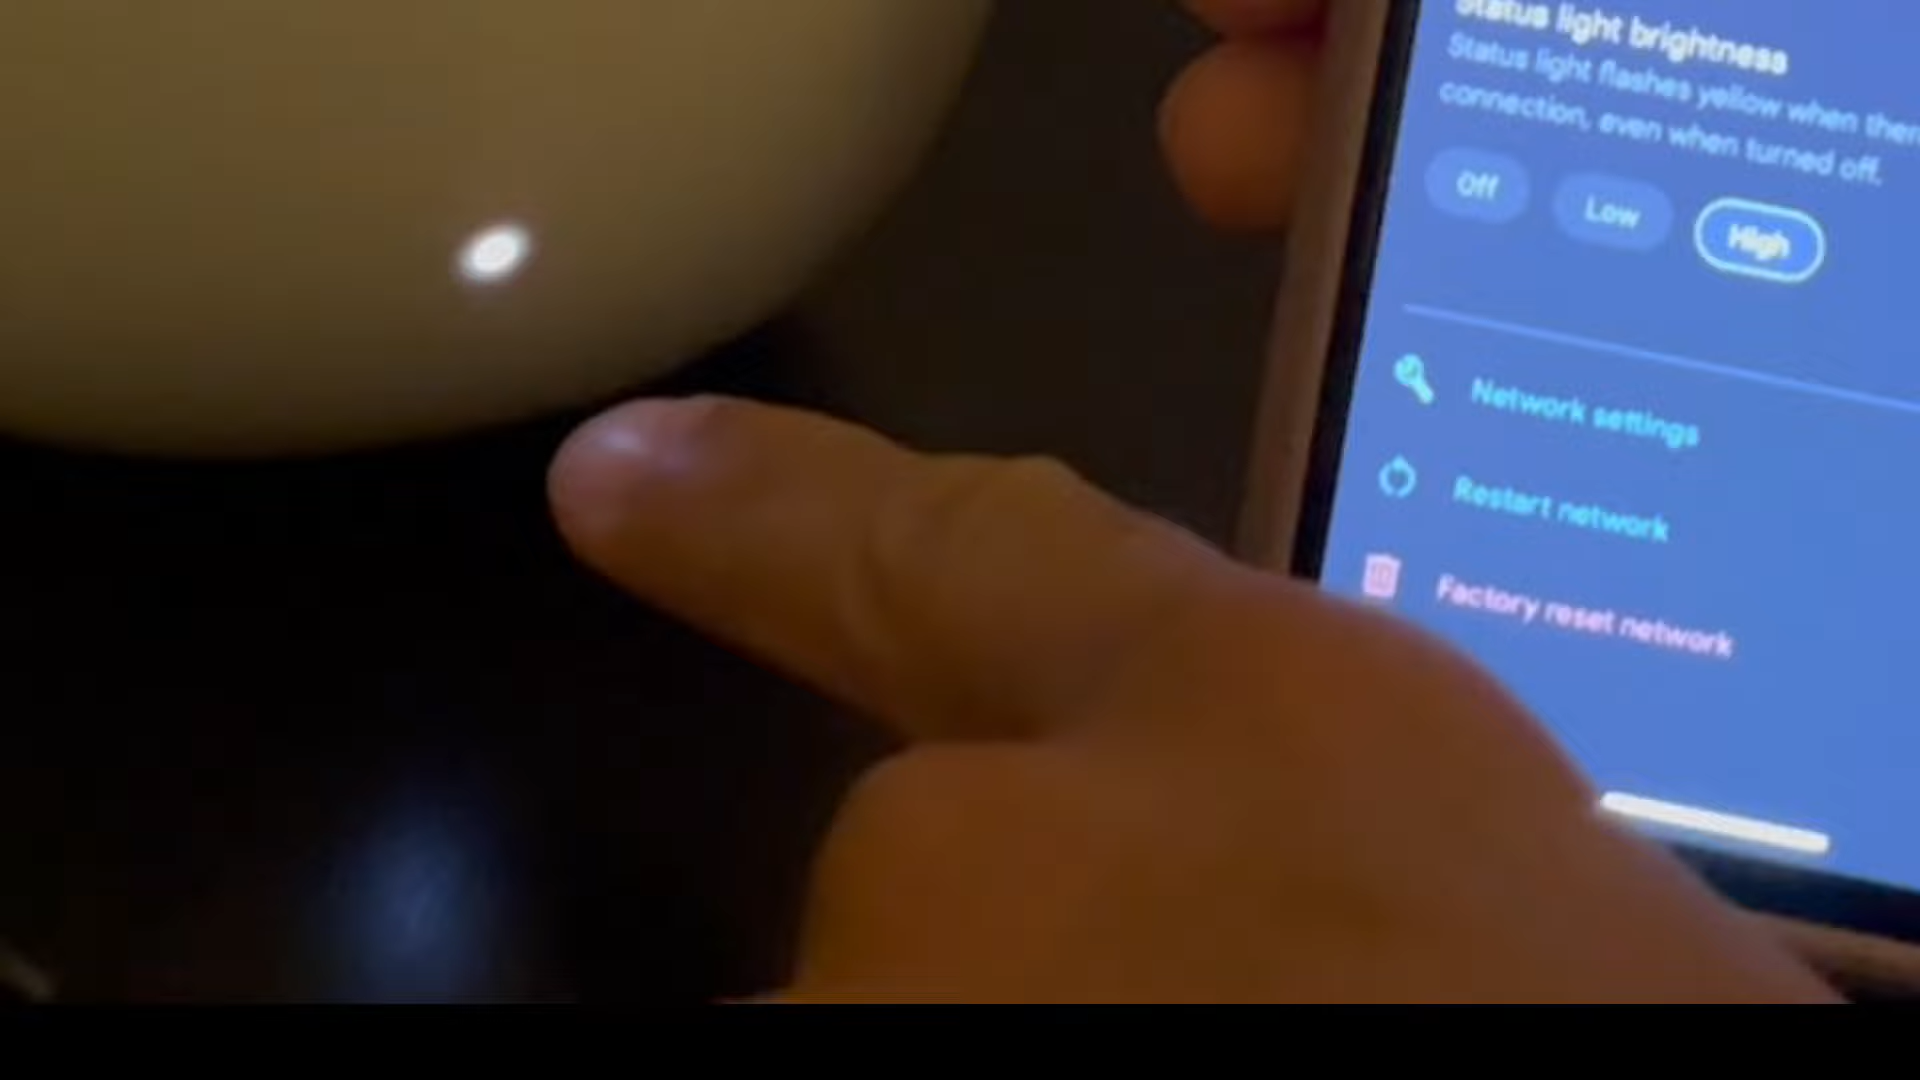 Status light brightness
Status light flashes yellow when
connection, even when turned off.
Off
Low
High
Network settings
Restart network
Factory reset network